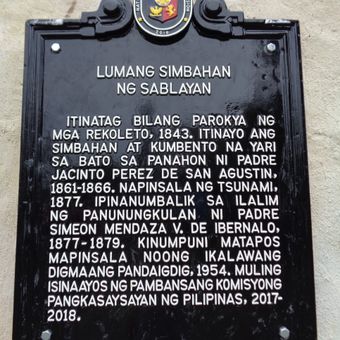 LUMANG SIMBAHAN
NG SABLAYAN
ITINATAG BILANG PAROKYA NG
MGA REKOLETO, 1843. ITINAYO ANG
SIMBAHAN AT KUMBENTO NA YARI
SA BATO SA PANAHON NI PADRE
JACINTO PEREZ DE SAN AGUSTIN,
1861-1866. NAPINSALA NG TSUNAMI,
1877. IPINANUMBALIK SA ILALIM
NG PANUNUNGKULAN NI PADRE
SIMEON MENDAZA V. DE IBERNALO,
1877-1879. KINUMPUNI MATAPOS
MAPINSALA NOONG IKALAWANG
DIGMAANG PANDAIGDIG, 1954. MULING
ISINAAYOS NG PAMBANSANG KOMISYONG
PANGKASAYSAYAN NG PILIPINAS, 2017-
2018.